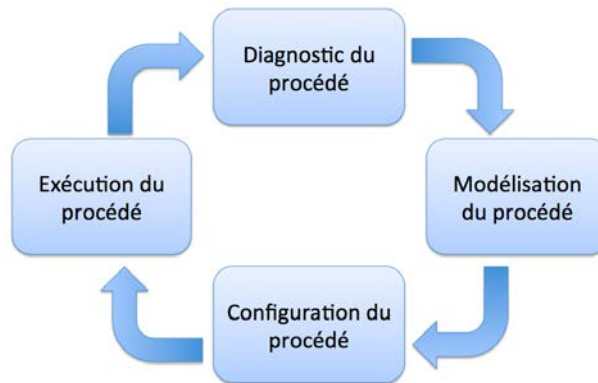 Diagnostic du
procédé
Exécution du
procédé
Modélisation
du procédé
Configuration du
procédé